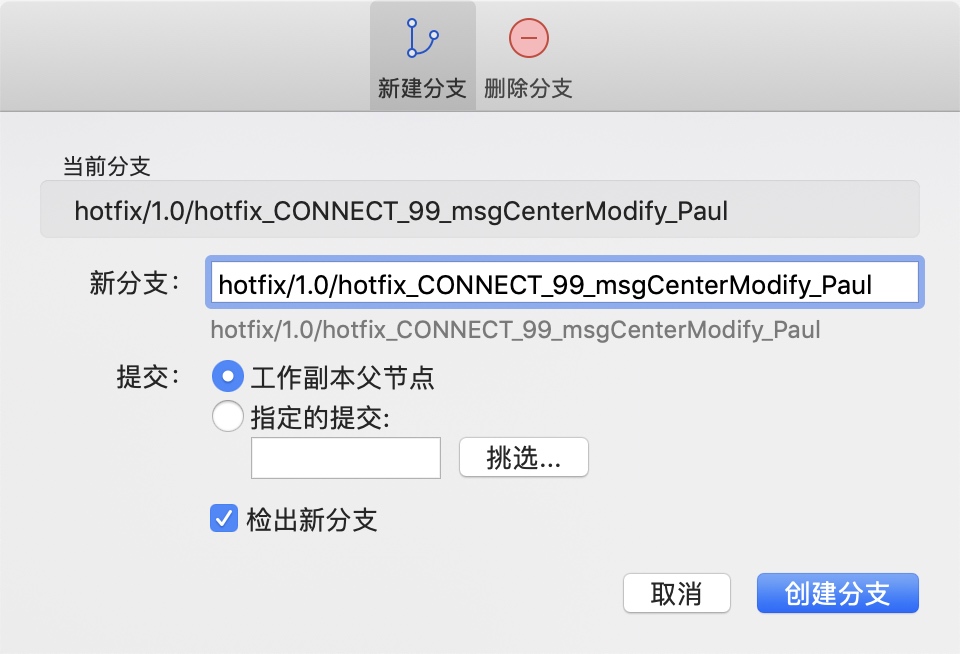 新建分支 删除分支
当前分支
hotfix/1.0/hotfix_CONNECT_99_msgCenterModify_Paul
新分支： hotfix/1.0/hotfix_CONNECT_99_msgCenterModify_Paul
hotfix/1.0/hotfix_CONNECT_99_msgCenterModify_Paul
提交： 工作副本父节点
指定的提交:
挑选...
检出新分支
取消 创建分支